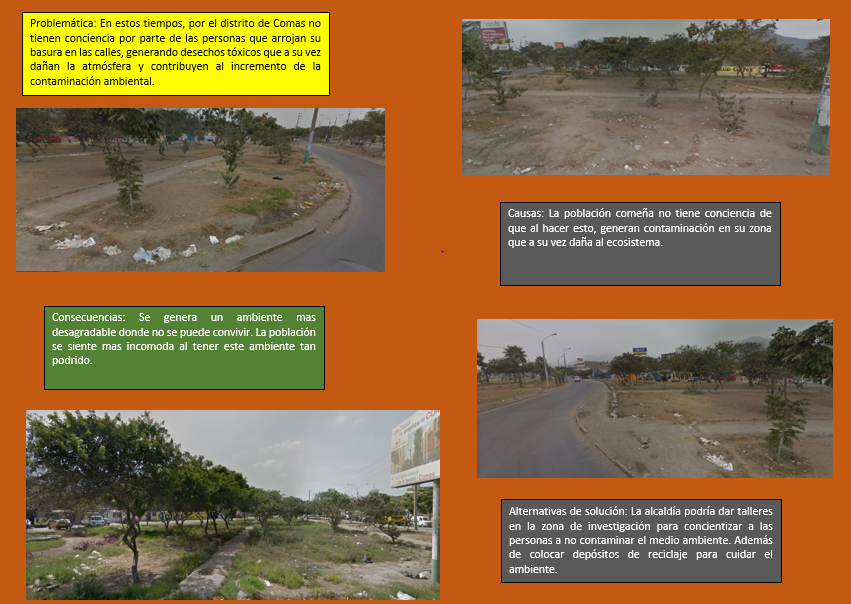 Problemática: En estos tiempos, por el distrito de Comas no
tienen conciencia por parte de las personas que arrojan su
basura en las calles, generando desechos tóxicos que a su vez
dañan la atmósfera y contribuyen al incremento de la
contaminación ambiental.
Causas: La población comeña no tiene conciencia de
que al hacer esto, generan contaminación en su zona
que a su vez daña al ecosistema.
Consecuencias: Se genera un ambiente mas
desagradable donde no se puede convivir. La población
se siente mas incomoda al tener este ambiente tan
podrido.
Alternativas de solución: La alcaldía podría dar talleres
en la zona de investigación para concientizar a las
personas a no contaminar el medio ambiente. Además
de colocar depósitos de reciclaje para cuidar el
ambiente.